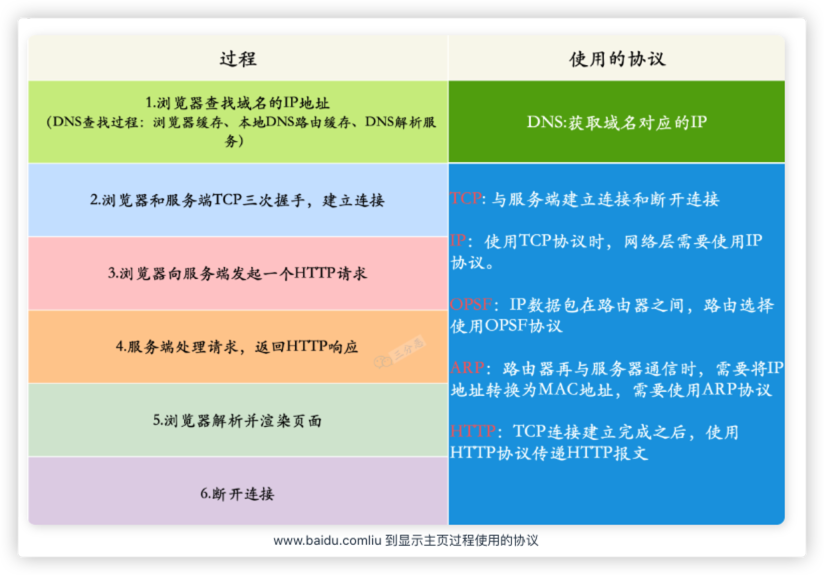 过程
使用的协议
1.浏览器查找域名的IP地址
（DNS查找过程：浏览器缓存、本地DNS路由缓存、DNS解析服
务）
DNS:获取域名对应的IP
2.浏览器和服务端TCP三次握手，建立连接
3.浏览器向服务端发起一个HTTP请求
4.服务端处理请求，返回HTTP响应
5.浏览器解析并渲染页面
6.断开连接
TCP: 与服务端建立连接和断开连接
IP：使用TCP协议时，网络层需要使用IP
协议。
OPSF：IP数据包在路由器之间，路由选择
使用OPSF协议
ARP：路由器再与服务器通信时，需要将IP
地址转换为MAC地址，需要使用ARP协议
HTTP：TCP连接建立完成之后，使用
HTTP协议传递HTTP报文
www.baidu.comliu 到显示主页过程使用的协议